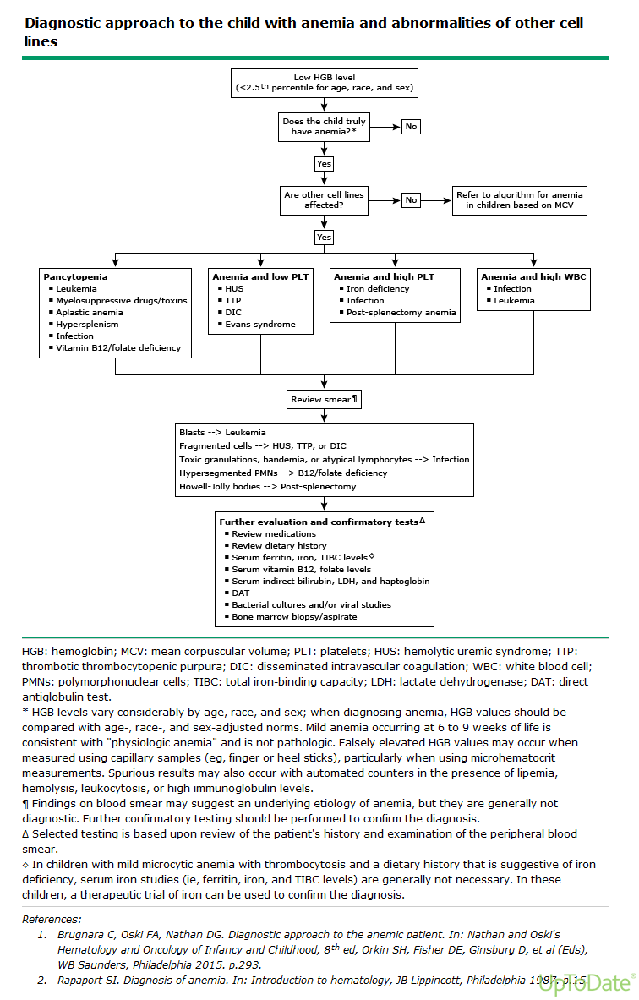 Diagnostic approach to the child with anemia and abnormalities of other cell
lines
Low HGB level
(≤2.5th percentile for age, race, and sex)
Does the child truly
have anemia?*
No
Yes
Are other cell lines
affected?
No
Refer to algorithm for anemia
in children based on MCV
Yes
Pancytopenia
▪ Leukemia
▪ Myelosuppressive drugs/toxins
▪ Aplastic anemia
▪ Hypersplenism
▪ Infection
▪ Vitamin B12/folate deficiency
Anemia and low PLT
▪ HUS
▪ TTP
▪ DIC
▪ Evans syndrome
Anemia and high PLT
▪ Iron deficiency
▪ Infection
▪ Post-splenectomy anemia
Anemia and high WBC
▪ Infection
▪ Leukemia
Review smear¶
Blasts --> Leukemia
Fragmented cells --> HUS, TTP, or DIC
Toxic granulations, bandemia, or atypical lymphocytes --> Infection
Hypersegmented PMNs --> B12/folate deficiency
Howell-Jolly bodies --> Post-splenectomy
Further evaluation and confirmatory testsΔ
▪ Review medications
▪ Review dietary history
▪ Serum ferritin, iron, TIBC levels◇
▪ Serum vitamin B12, folate levels
▪ Serum indirect bilirubin, LDH, and haptoglobin
▪ DAT
▪ Bacterial cultures and/or viral studies
▪ Bone marrow biopsy/aspirate
HGB: hemoglobin; MCV: mean corpuscular volume; PLT: platelets; HUS: hemolytic uremic syndrome; TTP:
thrombotic thrombocytopenic purpura; DIC: disseminated intravascular coagulation; WBC: white blood cell;
PMNs: polymorphonuclear cells; TIBC: total iron-binding capacity; LDH: lactate dehydrogenase; DAT: direct
antiglobulin test.
* HGB levels vary considerably by age, race, and sex; when diagnosing anemia, HGB values should be
compared with age-, race-, and sex-adjusted norms. Mild anemia occurring at 6 to 9 weeks of life is
consistent with "physiologic anemia" and is not pathologic. Falsely elevated HGB values may occur when
measured using capillary samples (eg, finger or heel sticks), particularly when using microhematocrit
measurements. Spurious results may also occur with automated counters in the presence of lipemia,
hemolysis, leukocytosis, or high immunoglobulin levels.
¶ Findings on blood smear may suggest an underlying etiology of anemia, but they are generally not
diagnostic. Further confirmatory testing should be performed to confirm the diagnosis.
Δ Selected testing is based upon review of the patient's history and examination of the peripheral blood
smear.
◇ In children with mild microcytic anemia with thrombocytosis and a dietary history that is suggestive of iron
deficiency, serum iron studies (ie, ferritin, iron, and TIBC levels) are generally not necessary. In these
children, a therapeutic trial of iron can be used to confirm the diagnosis.
References:
1. Brugnara C, Oski FA, Nathan DG. Diagnostic approach to the anemic patient. In: Nathan and Oski's
Hematology and Oncology of Infancy and Childhood, 8th ed, Orkin SH, Fisher DE, Ginsburg D, et al (Eds),
WB Saunders, Philadelphia 2015. p.293.
2. Rapaport SI. Diagnosis of anemia. In: Introduction to hematology, JB Lippincott, Philadelphia 1987. p.15.
UpToDate®